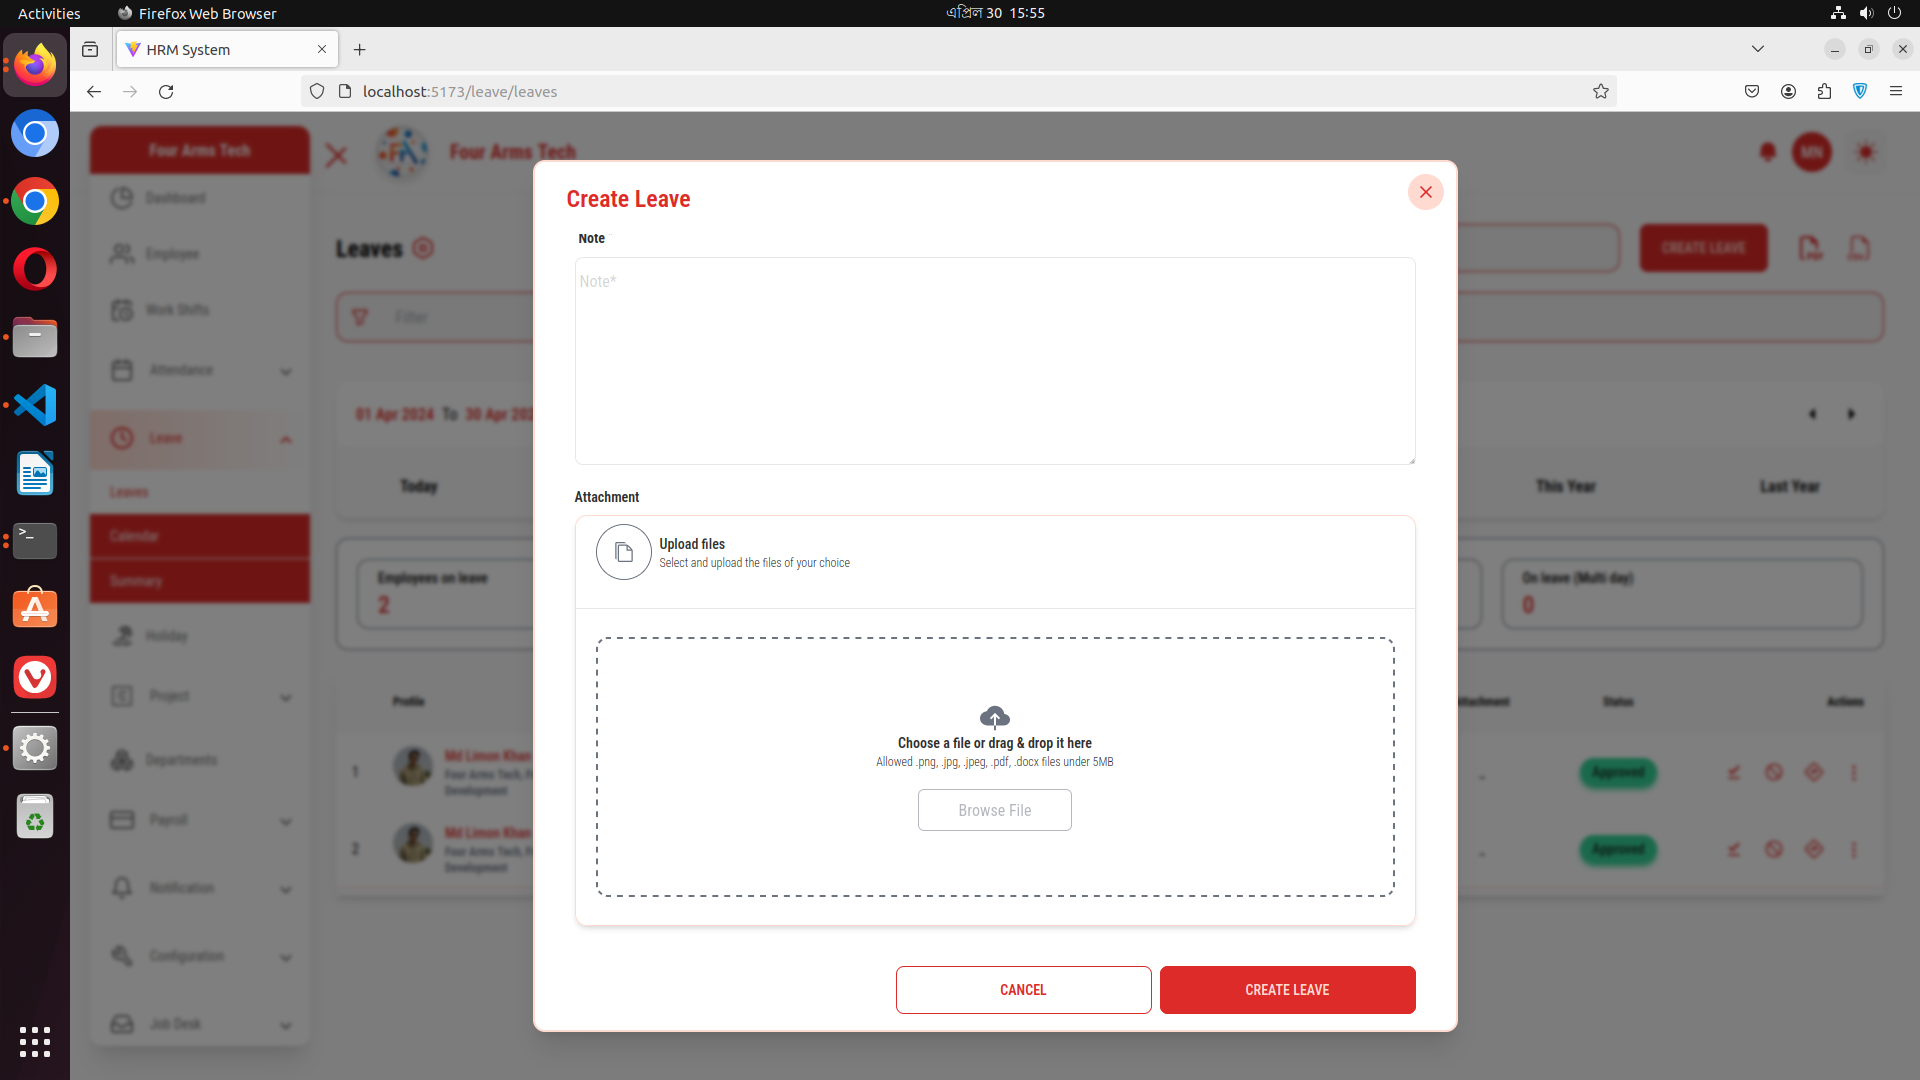 Activities
Firefox Web Browser
এপ্রিল 30 15:55
HRM System
localhost:5173/leave/leaves
Four Arms Tech
Four Arms Tech
MN
Dashboard
Employee
Work Shifts
Attendance
Leave
Leaves
Calendar
Summary
Holiday
Project
Departments
Payroll
Notification
Configuration
Job Desk
Leaves
CREATE LEAVE
Filter
01 Apr 2024 To 30 Apr
Today
This Year
Last Year
Employees on leave
2
On leave (Multi day)
0
Profile
Status
Actions
1
Md Limon Khan
Four Arms Tech,
Development
-
Approved
2
Md Limon Khan
Four Arms Tech,
Development
-
Approved
Create Leave
Note
Note*
Attachment
Upload files
Select and upload the files of your choice
Choose a file or drag & drop it here
Allowed .png, .jpg, .jpeg, .pdf, .docx files under 5MB
Browse File
CANCEL
CREATE LEAVE